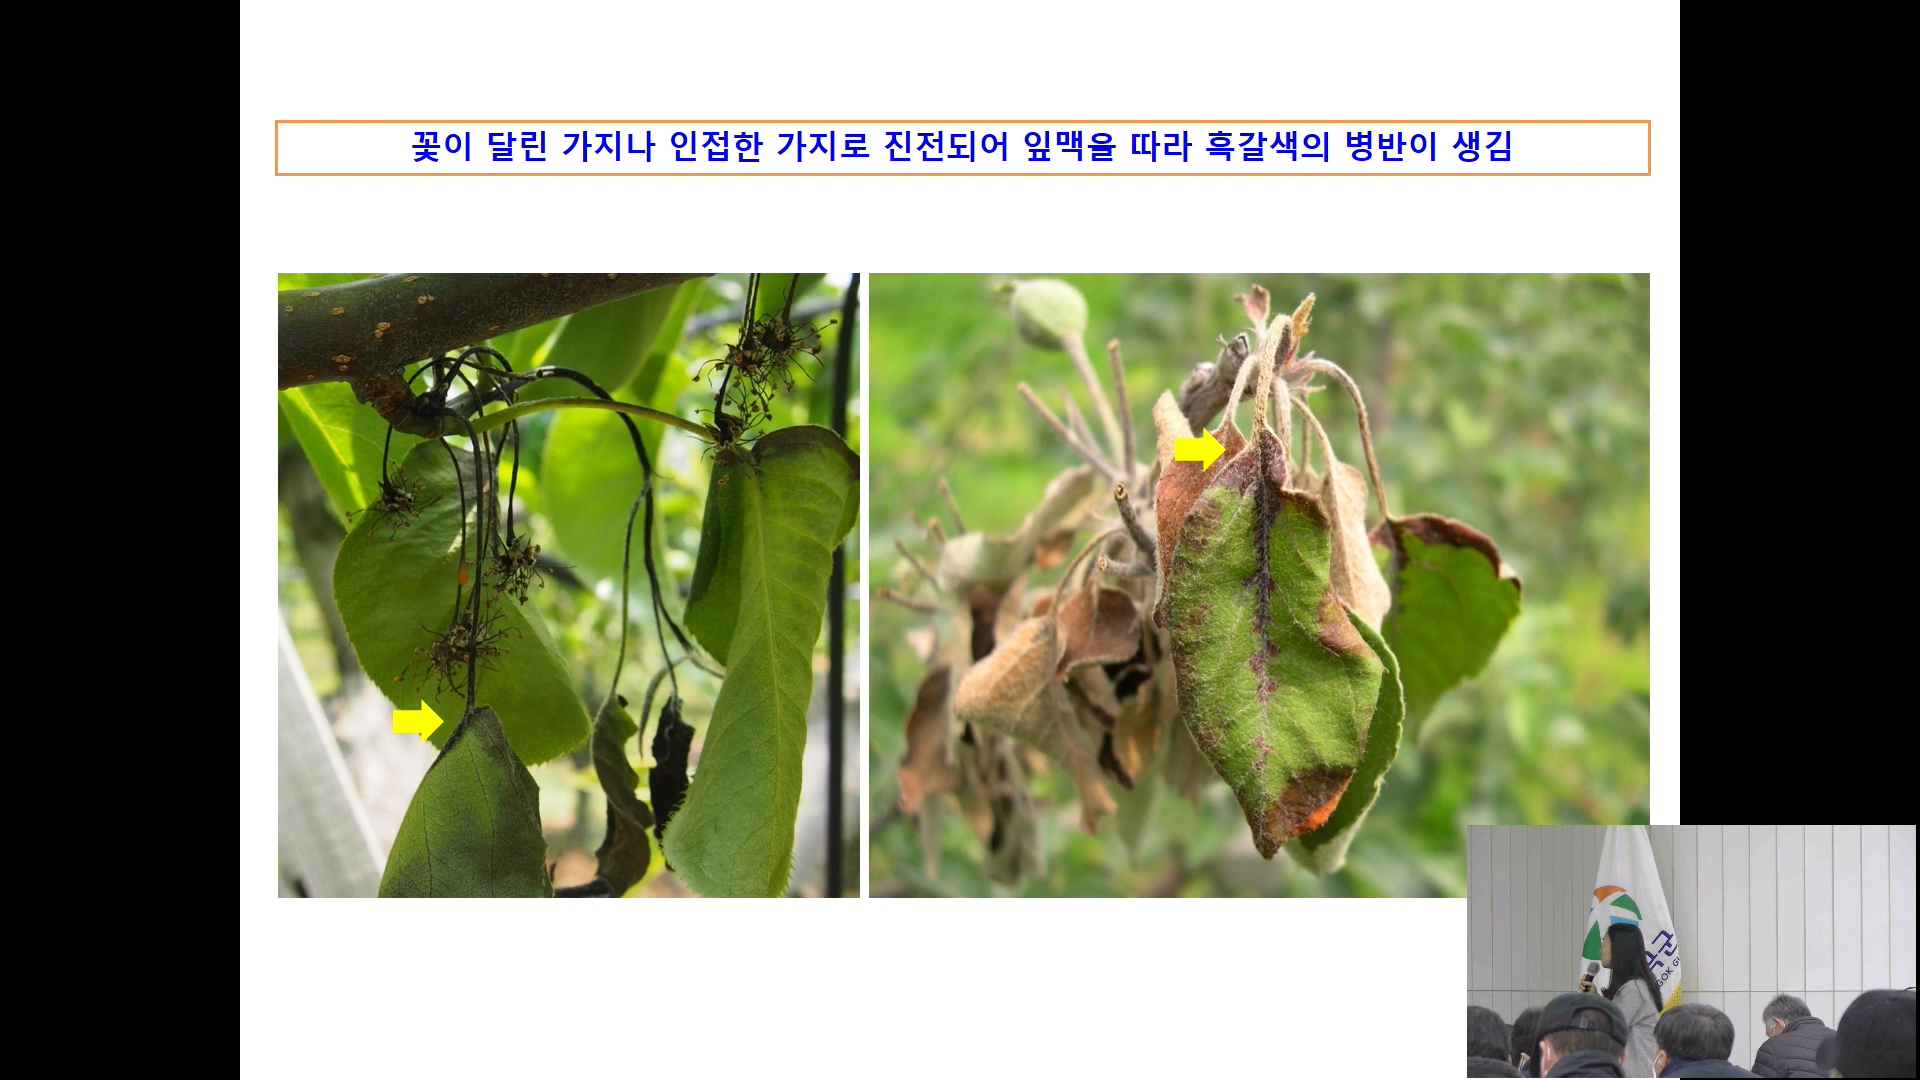 꽃이 달린 가지나 인접한 가지로 진전되어 잎맥을 따라 흑갈색의 병반이 생김